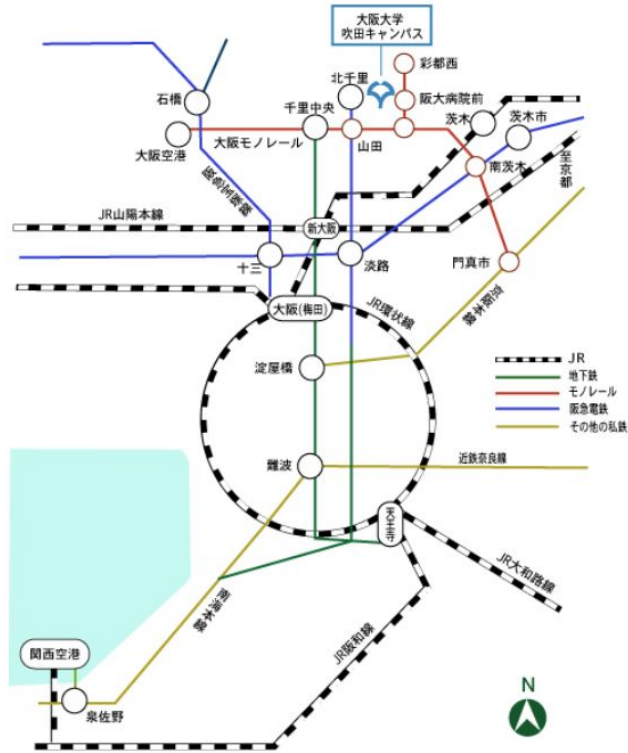 大阪大学
吹田キャンパス
彩都西
北千里
石橋
阪大病院前
千里中央
茨木
茨木市
大阪空港
大阪モノレール
山田
南茨木
至京都
JR山陽本線
新大阪
十三
淡路
門真市
大阪(梅田)
JR環状線
京阪本線
淀屋橋
JR
地下鉄
モノレール
阪急電鉄
その他の私鉄
難波
近鉄奈良線
天王寺
JR大和路線
南海本線
JR阪和線
関西空港
泉佐野
N